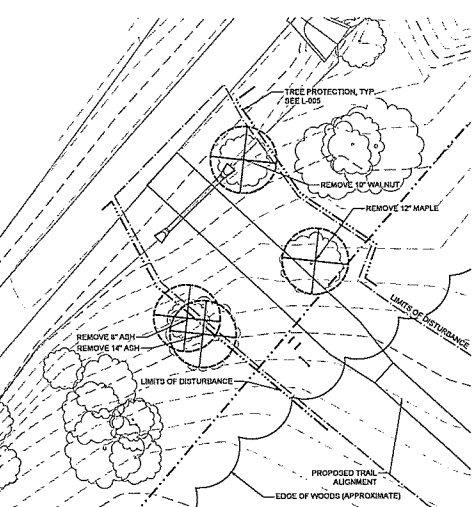 TREE PROTECTION, TYP.
SEE L-005
REMOVE 10" WALNUT
REMOVE 12" MAPLE
LIMITS OF DISTURBANCE
REMOVE 8" ASH
REMOVE 14" ASH
LIMITS OF DISTURBANCE
PROPOSED TRAIL
ALIGNMENT
EDGE OF WOODS (APPROXIMATE)